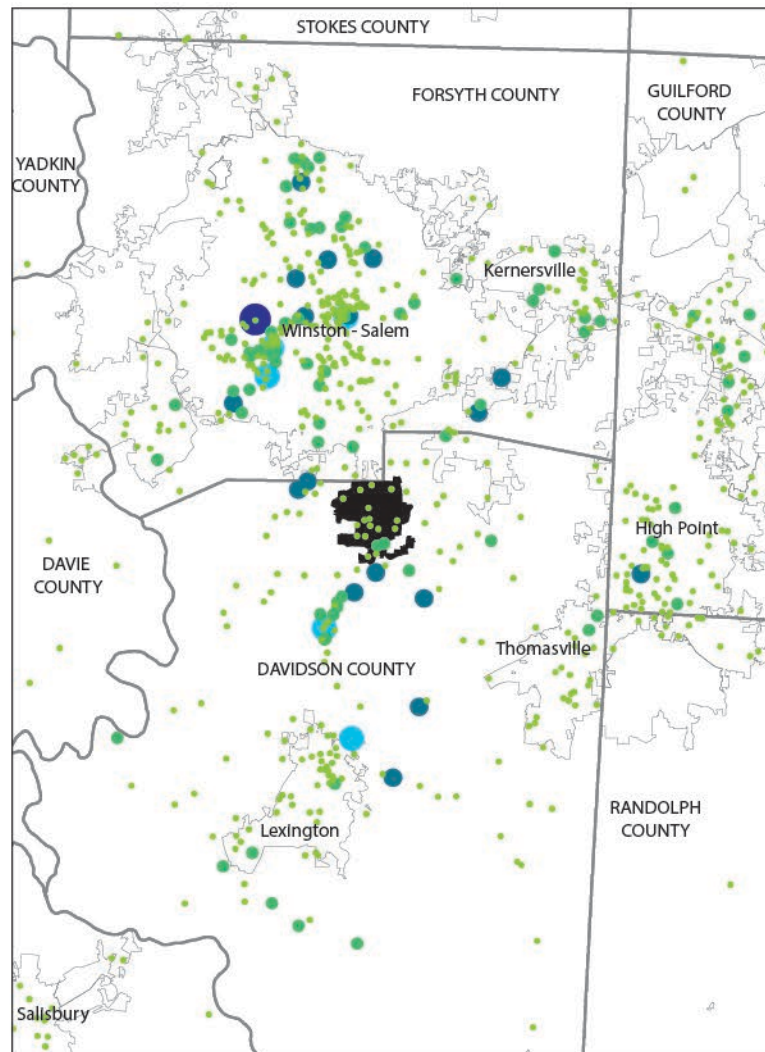 STOKES COUNTY
FORSYTH COUNTY
GUILFORD
COUNTY
YADKIN
COUNTY
Kernersville
Winston - Salem
High Point
DAVIE
COUNTY
Thomasville
DAVIDSON COUNTY
RANDOLPH
COUNTY
Lexington
Salisbury